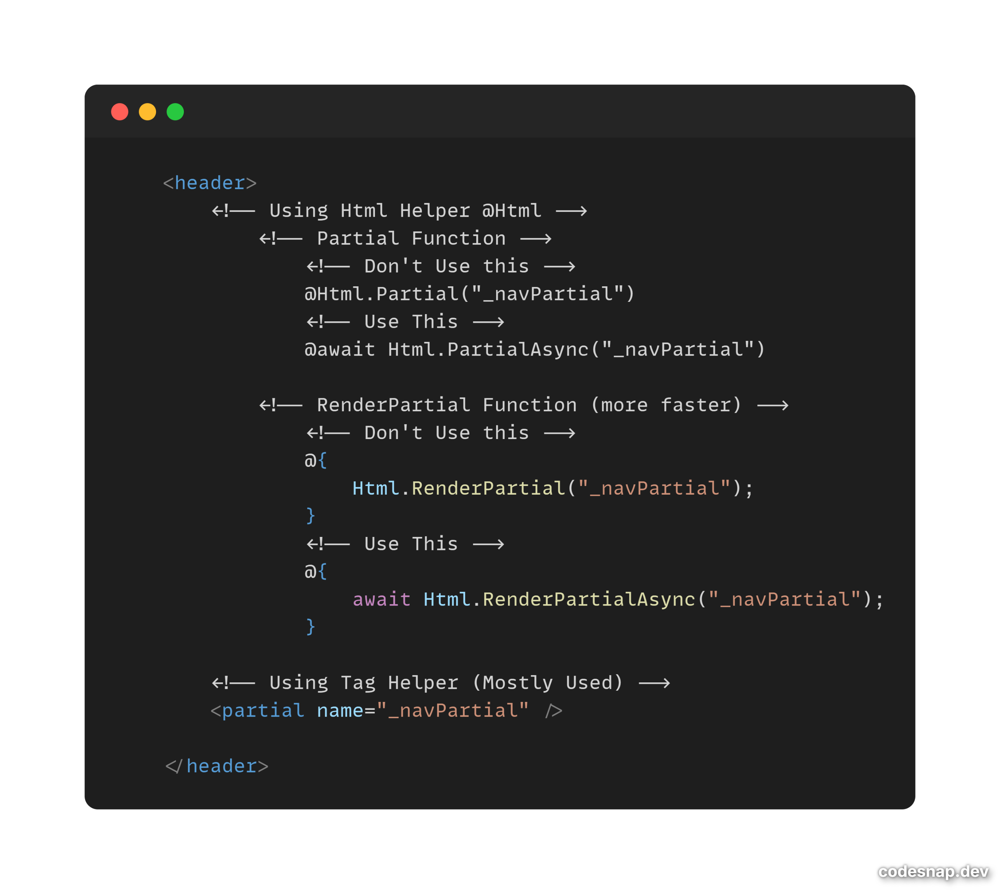 <header>
<!-- Using Html Helper @Html -->
<!-- Partial Function -->
<!-- Don't Use this -->
@Html.Partial("_navPartial")
<!-- Use This -->
@await Html.PartialAsync("_navPartial")
<!-- RenderPartial Function (more faster) -->
<!-- Don't Use this -->
@{
Html.RenderPartial("_navPartial");
}
<!-- Use This -->
@{
await Html.RenderPartialAsync("_navPartial");
}
<!-- Using Tag Helper (Mostly Used) -->
<partial name="_navPartial" />
</header>
codesnap.dev